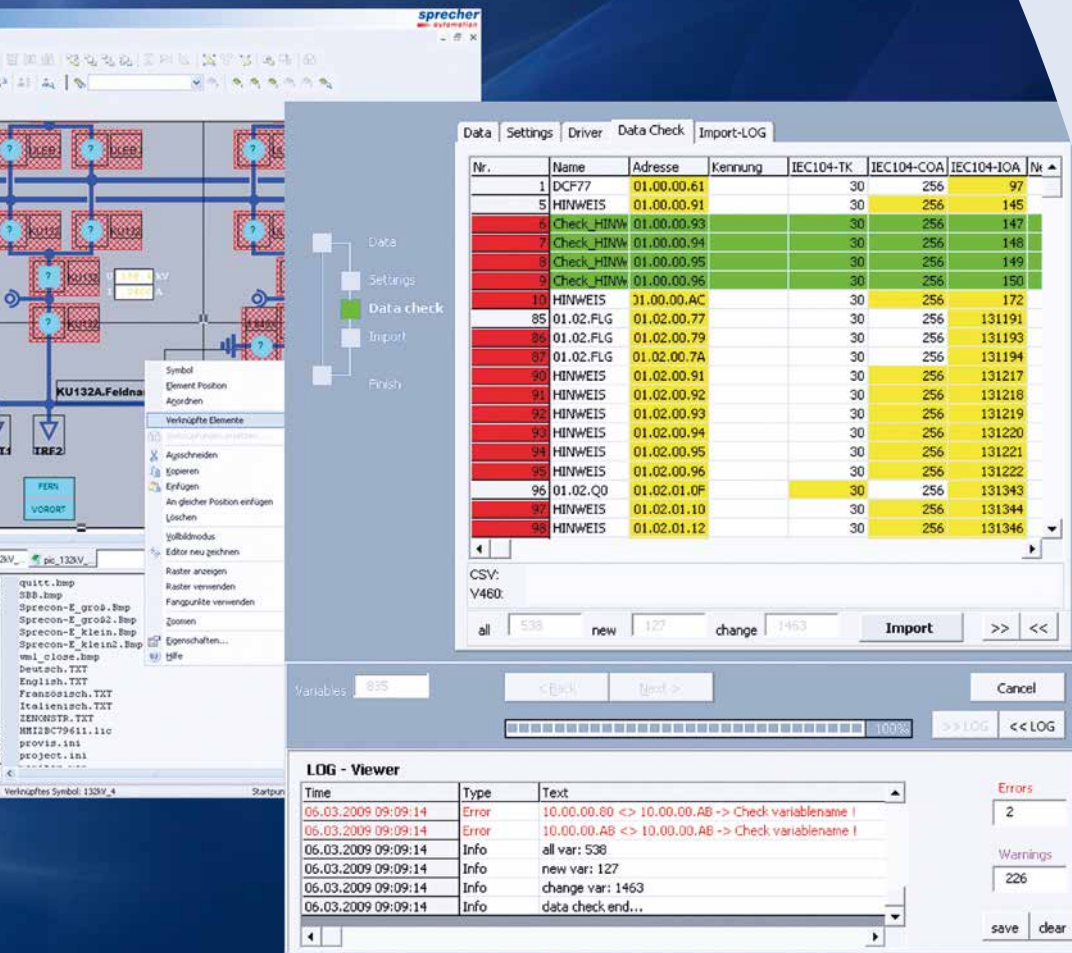 sprecher
automation
DLEB.
DLEB.
KU132
KU132
KU132
U 130.4 kV
KU132
KU132A.Feldna
TRF2
FERN
VORORT
Symbol
Element Position
Anordnen
Verknüpfte Elemente
Ausschneiden
Kopieren
Einfügen
An gleicher Position einfügen
Löschen
Vollbildmodus
Editor neu zeichnen
Raster anzeigen
Raster verwenden
Fangpunkte verwenden
Zoomen
Eigenschaften...
Hilfe
pic_132kV_...
quitt.bmp
SBB.bmp
Sprecon-E_groß.Bmp
Sprecon-E_groß2.Bmp
Sprecon-E_klein.Bmp
Sprecon-E_klein2.Bmp
vmi_close.bmp
Deutsch.TXT
English.TXT
Französisch.TXT
Italienisch.TXT
ZENONSTR.TXT
HMI2BC79611.lic
provis.ini
project.ini
Verknüpftes Symbol: 132kV_4
Startpun
Data
Settings
Data check
Import
Finish
Data Settings Driver Data Check Import-LOG
Nr. Name Adresse Kennung IEC104-TK IEC104-COA IEC104-IOA
1 DCF77 01.00.00.61 30 256 97
5 HINWEIS 01.00.00.91 30 256 145
6 Check_HINW 01.00.00.93 30 256 147
7 Check_HINW 01.00.00.94 30 256 148
8 Check_HINW 01.00.00.95 30 256 149
9 Check_HINW 01.00.00.96 30 256 150
10 HINWEIS 01.00.00.AC 30 256 172
85 01.02.FLG 01.02.00.77 30 256 131191
86 01.02.FLG 01.02.00.79 30 256 131193
87 01.02.FLG 01.02.00.7A 30 256 131194
90 HINWEIS 01.02.00.91 30 256 131217
91 HINWEIS 01.02.00.92 30 256 131218
92 HINWEIS 01.02.00.93 30 256 131219
93 HINWEIS 01.02.00.94 30 256 131220
94 HINWEIS 01.02.00.95 30 256 131221
95 HINWEIS 01.02.00.96 30 256 131222
96 01.02.Q0 01.02.01.0F 30 256 131343
97 HINWEIS 01.02.01.10 30 256 131344
98 HINWEIS 01.02.01.12 30 256 131346
CSV:
V460:
all 538 new 127 change 1463 Import >> <<
Variables 835 < Back Next > Cancel
100% >> LOG << LOG
LOG - Viewer
Time Type Text
06.03.2009 09:09:14 Error 10.00.00.80 <> 10.00.00.AB -> Check variablename !
06.03.2009 09:09:14 Error 10.00.00.AB <> 10.00.00.AB -> Check variablename !
06.03.2009 09:09:14 Info all var: 538
06.03.2009 09:09:14 Info new var: 127
06.03.2009 09:09:14 Info change var: 1463
06.03.2009 09:09:14 Info data check end...
Errors
2
Warnings
226
save clear